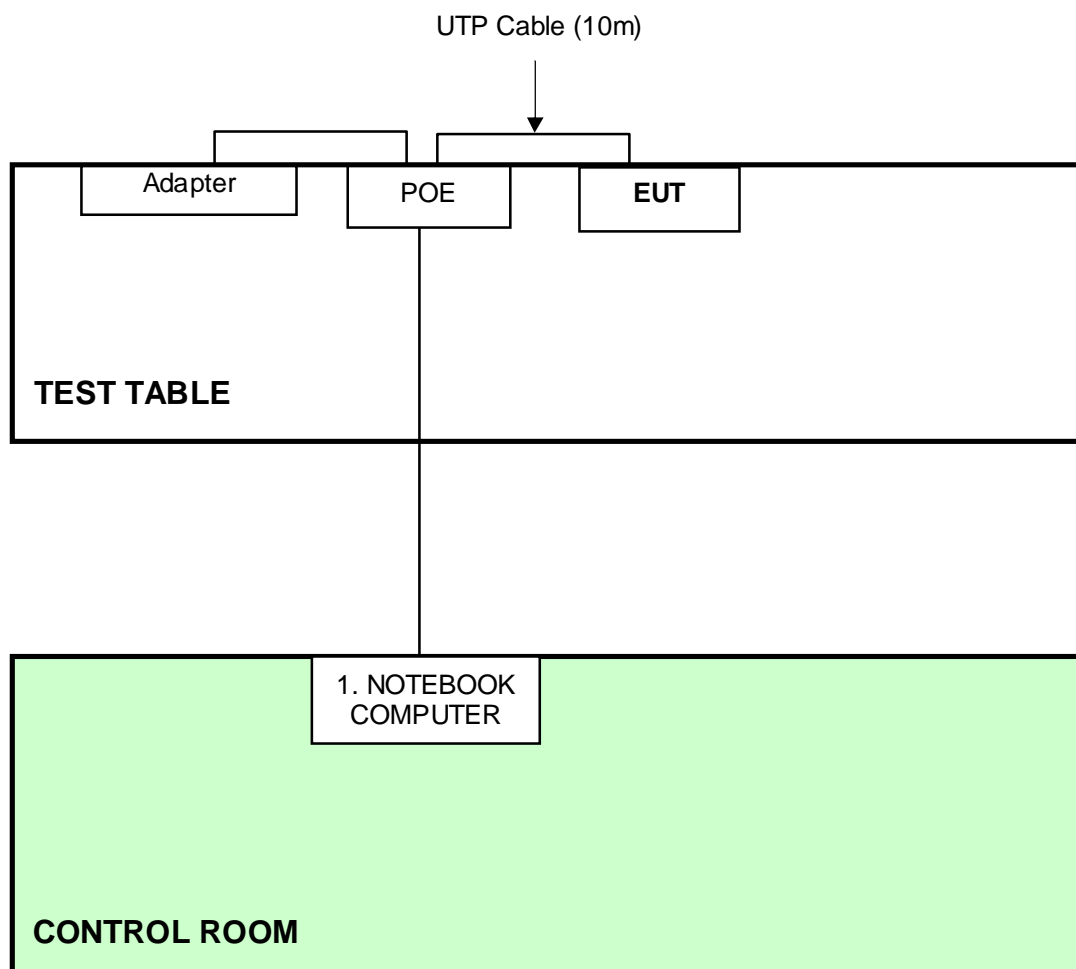 UTP Cable (10m)
Adapter
POE
EUT
TEST TABLE
1. NOTEBOOK
COMPUTER
CONTROL ROOM